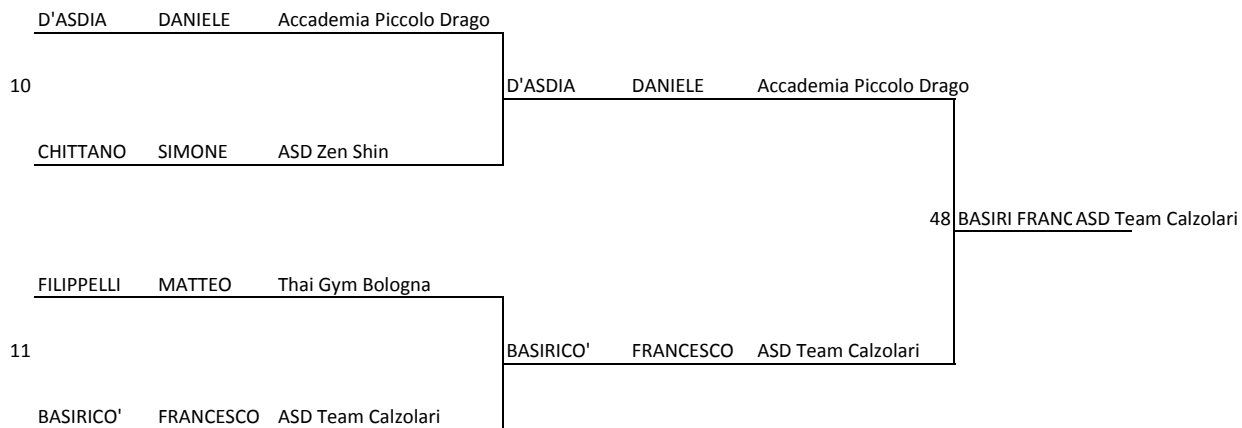 D'ASDIA DANIELE Accademia Piccolo Drago
10 D'ASDIA DANIELE Accademia Piccolo Drago
CHITTANO SIMONE ASD Zen Shin
48 BASIRI FRANC ASD Team Calzolari
FILIPPELLI MATTEO Thai Gym Bologna
11 BASIRICO' FRANCESCO ASD Team Calzolari
BASIRICO' FRANCESCO ASD Team Calzolari